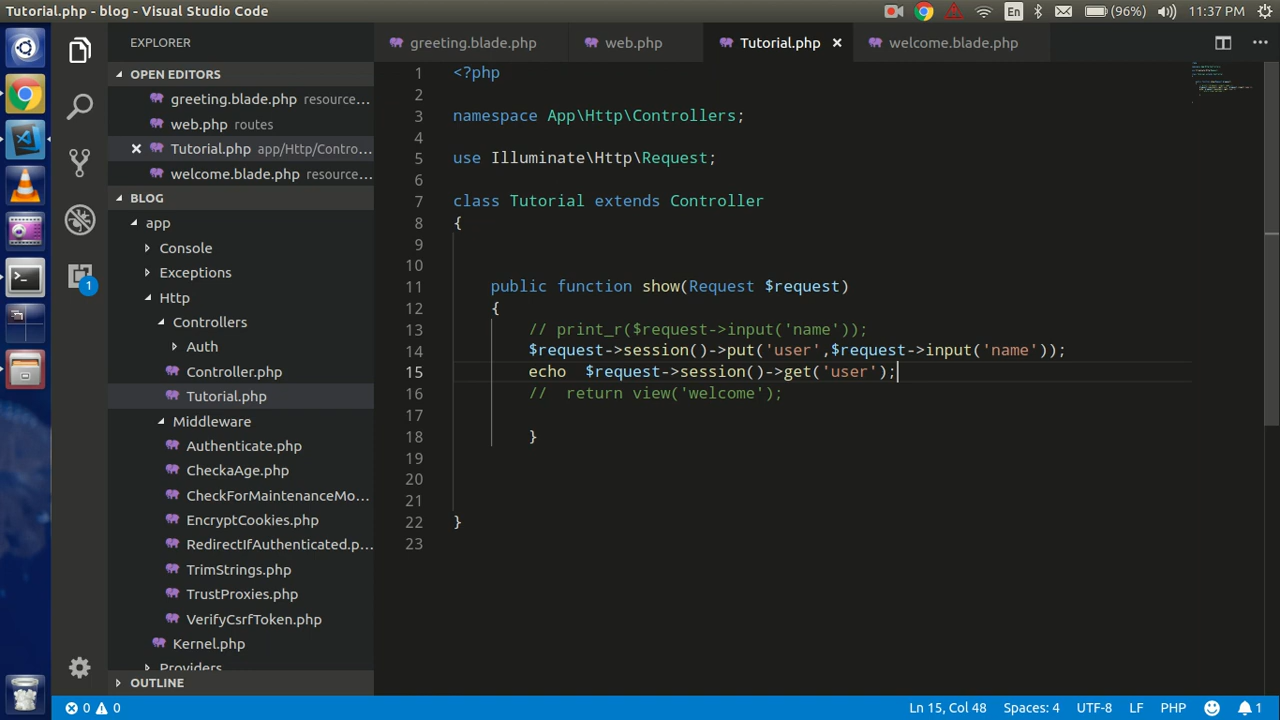 Tutorial.php - blog - Visual Studio Code
En
(96%)
11:37 PM
EXPLORER
OPEN EDITORS
greeting.blade.php resource...
web.php routes
Tutorial.php app/Http/Contro...
welcome.blade.php resource...
BLOG
app
Console
Exceptions
Http
Controllers
Auth
Controller.php
Tutorial.php
Middleware
Authenticate.php
CheckaAge.php
CheckForMaintenanceMo...
EncryptCookies.php
RedirectIfAuthenticated.p...
TrimStrings.php
TrustProxies.php
VerifyCsrfToken.php
Kernel.php
Providers
OUTLINE
1
greeting.blade.php
web.php
Tutorial.php
welcome.blade.php
1 <?php
2
3 namespace App\Http\Controllers;
4
5 use Illuminate\Http\Request;
6
7 class Tutorial extends Controller
8 {
9
10
11 public function show(Request $request)
12 {
13 // print_r($request->input('name'));
14 $request->session()->put('user',$request->input('name'));
15 echo  $request->session()->get('user');
16 //  return view('welcome');
17
18 }
19
20
21
22 }
23
0 0
Ln 15, Col 48
Spaces: 4
UTF-8
LF
PHP
1